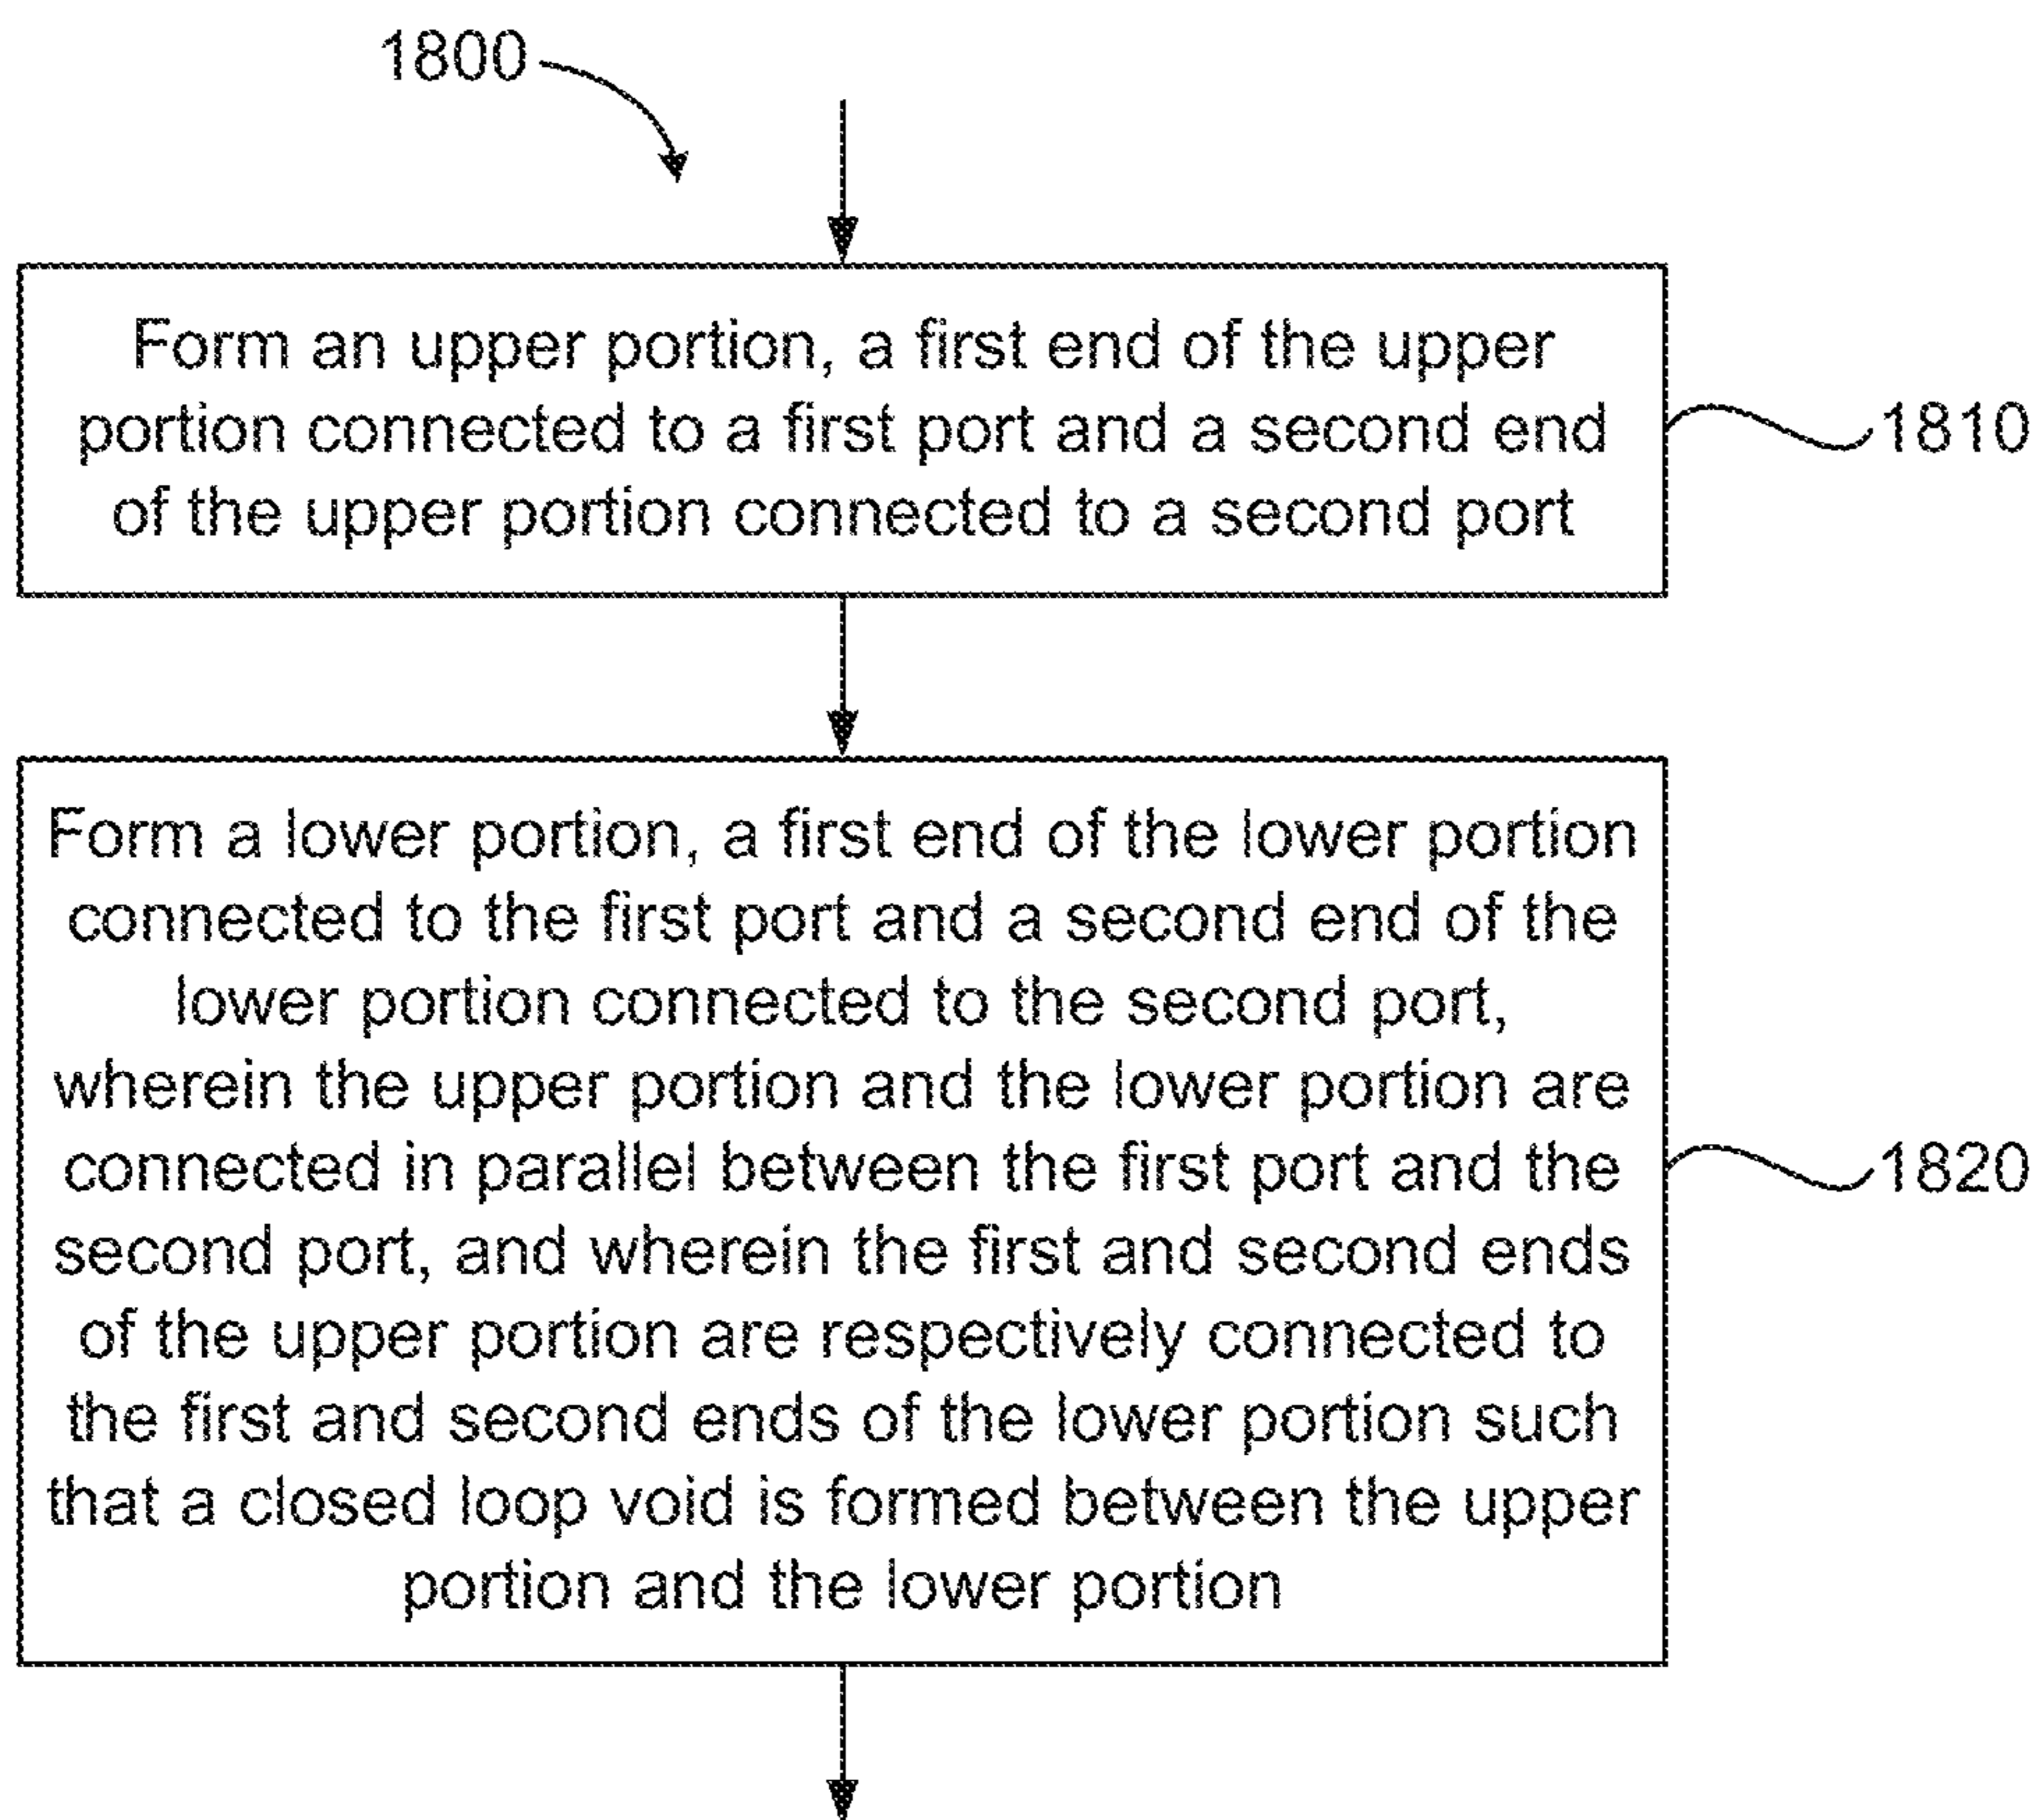 1800
Form an upper portion, a first end of the upper
portion connected to a first port and a second end
of the upper portion connected to a second port
1810
Form a lower portion, a first end of the lower portion
connected to the first port and a second end of the
lower portion connected to the second port,
wherein the upper portion and the lower portion are
connected in parallel between the first port and the
second port, and wherein the first and second ends
of the upper portion are respectively connected to
the first and second ends of the lower portion such
that a closed loop void is formed between the upper
portion and the lower portion
1820